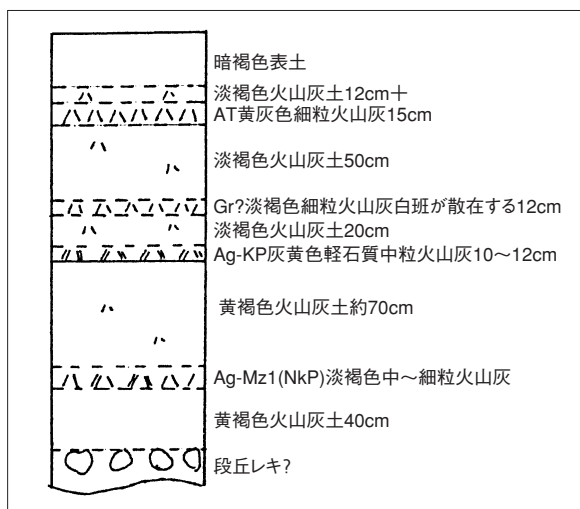 暗褐色表土
淡褐色火山灰土12cm＋
AT黄灰色細粒火山灰15cm
淡褐色火山灰土50cm
Gr?淡褐色細粒火山灰白班が散在する12cm
淡褐色火山灰土20cm
Ag-KP灰黄色軽石質中粒火山灰10〜12cm
黄褐色火山灰土約70cm
Ag-Mz1(NkP)淡褐色中〜細粒火山灰
黄褐色火山灰土40cm
段丘レキ?